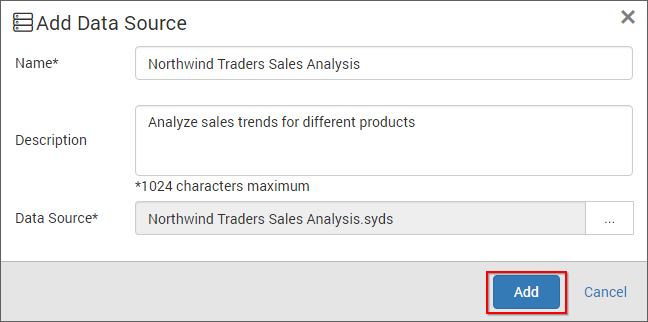 Add Data Source
Name*
Northwind Traders Sales Analysis
Description
Analyze sales trends for different products
*1024 characters maximum
Data Source*
Northwind Traders Sales Analysis.syds
...
Add
Cancel